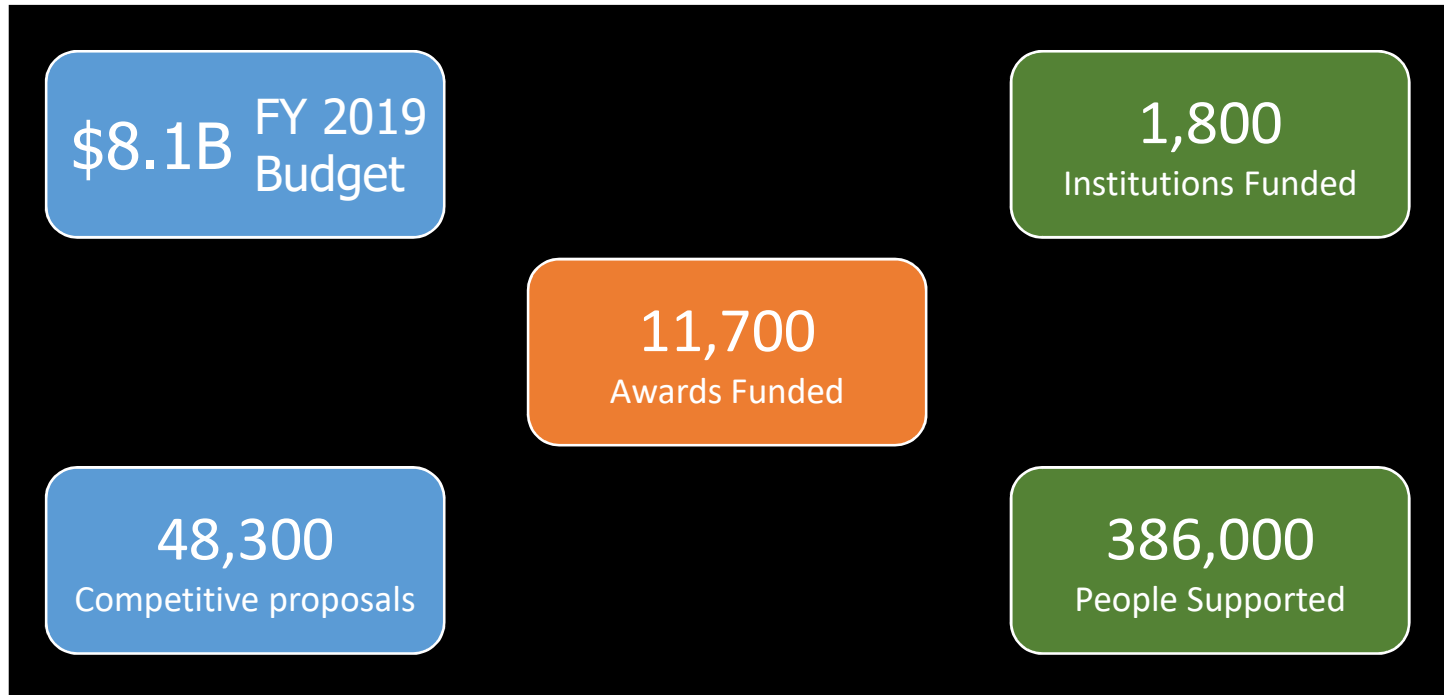 $8.1B FY 2019
Budget
1,800
Institutions Funded
11,700
Awards Funded
48,300
Competitive proposals
386,000
People Supported